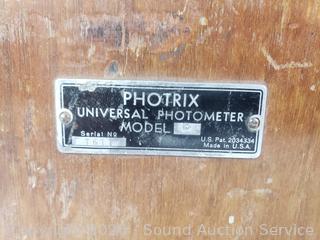 PHOTRIX
UNIVERSAL PHOTOMETER
MODEL
Serial No
U.S. Pat. 2034334
Made in U.S.A.
Sound Auction Service